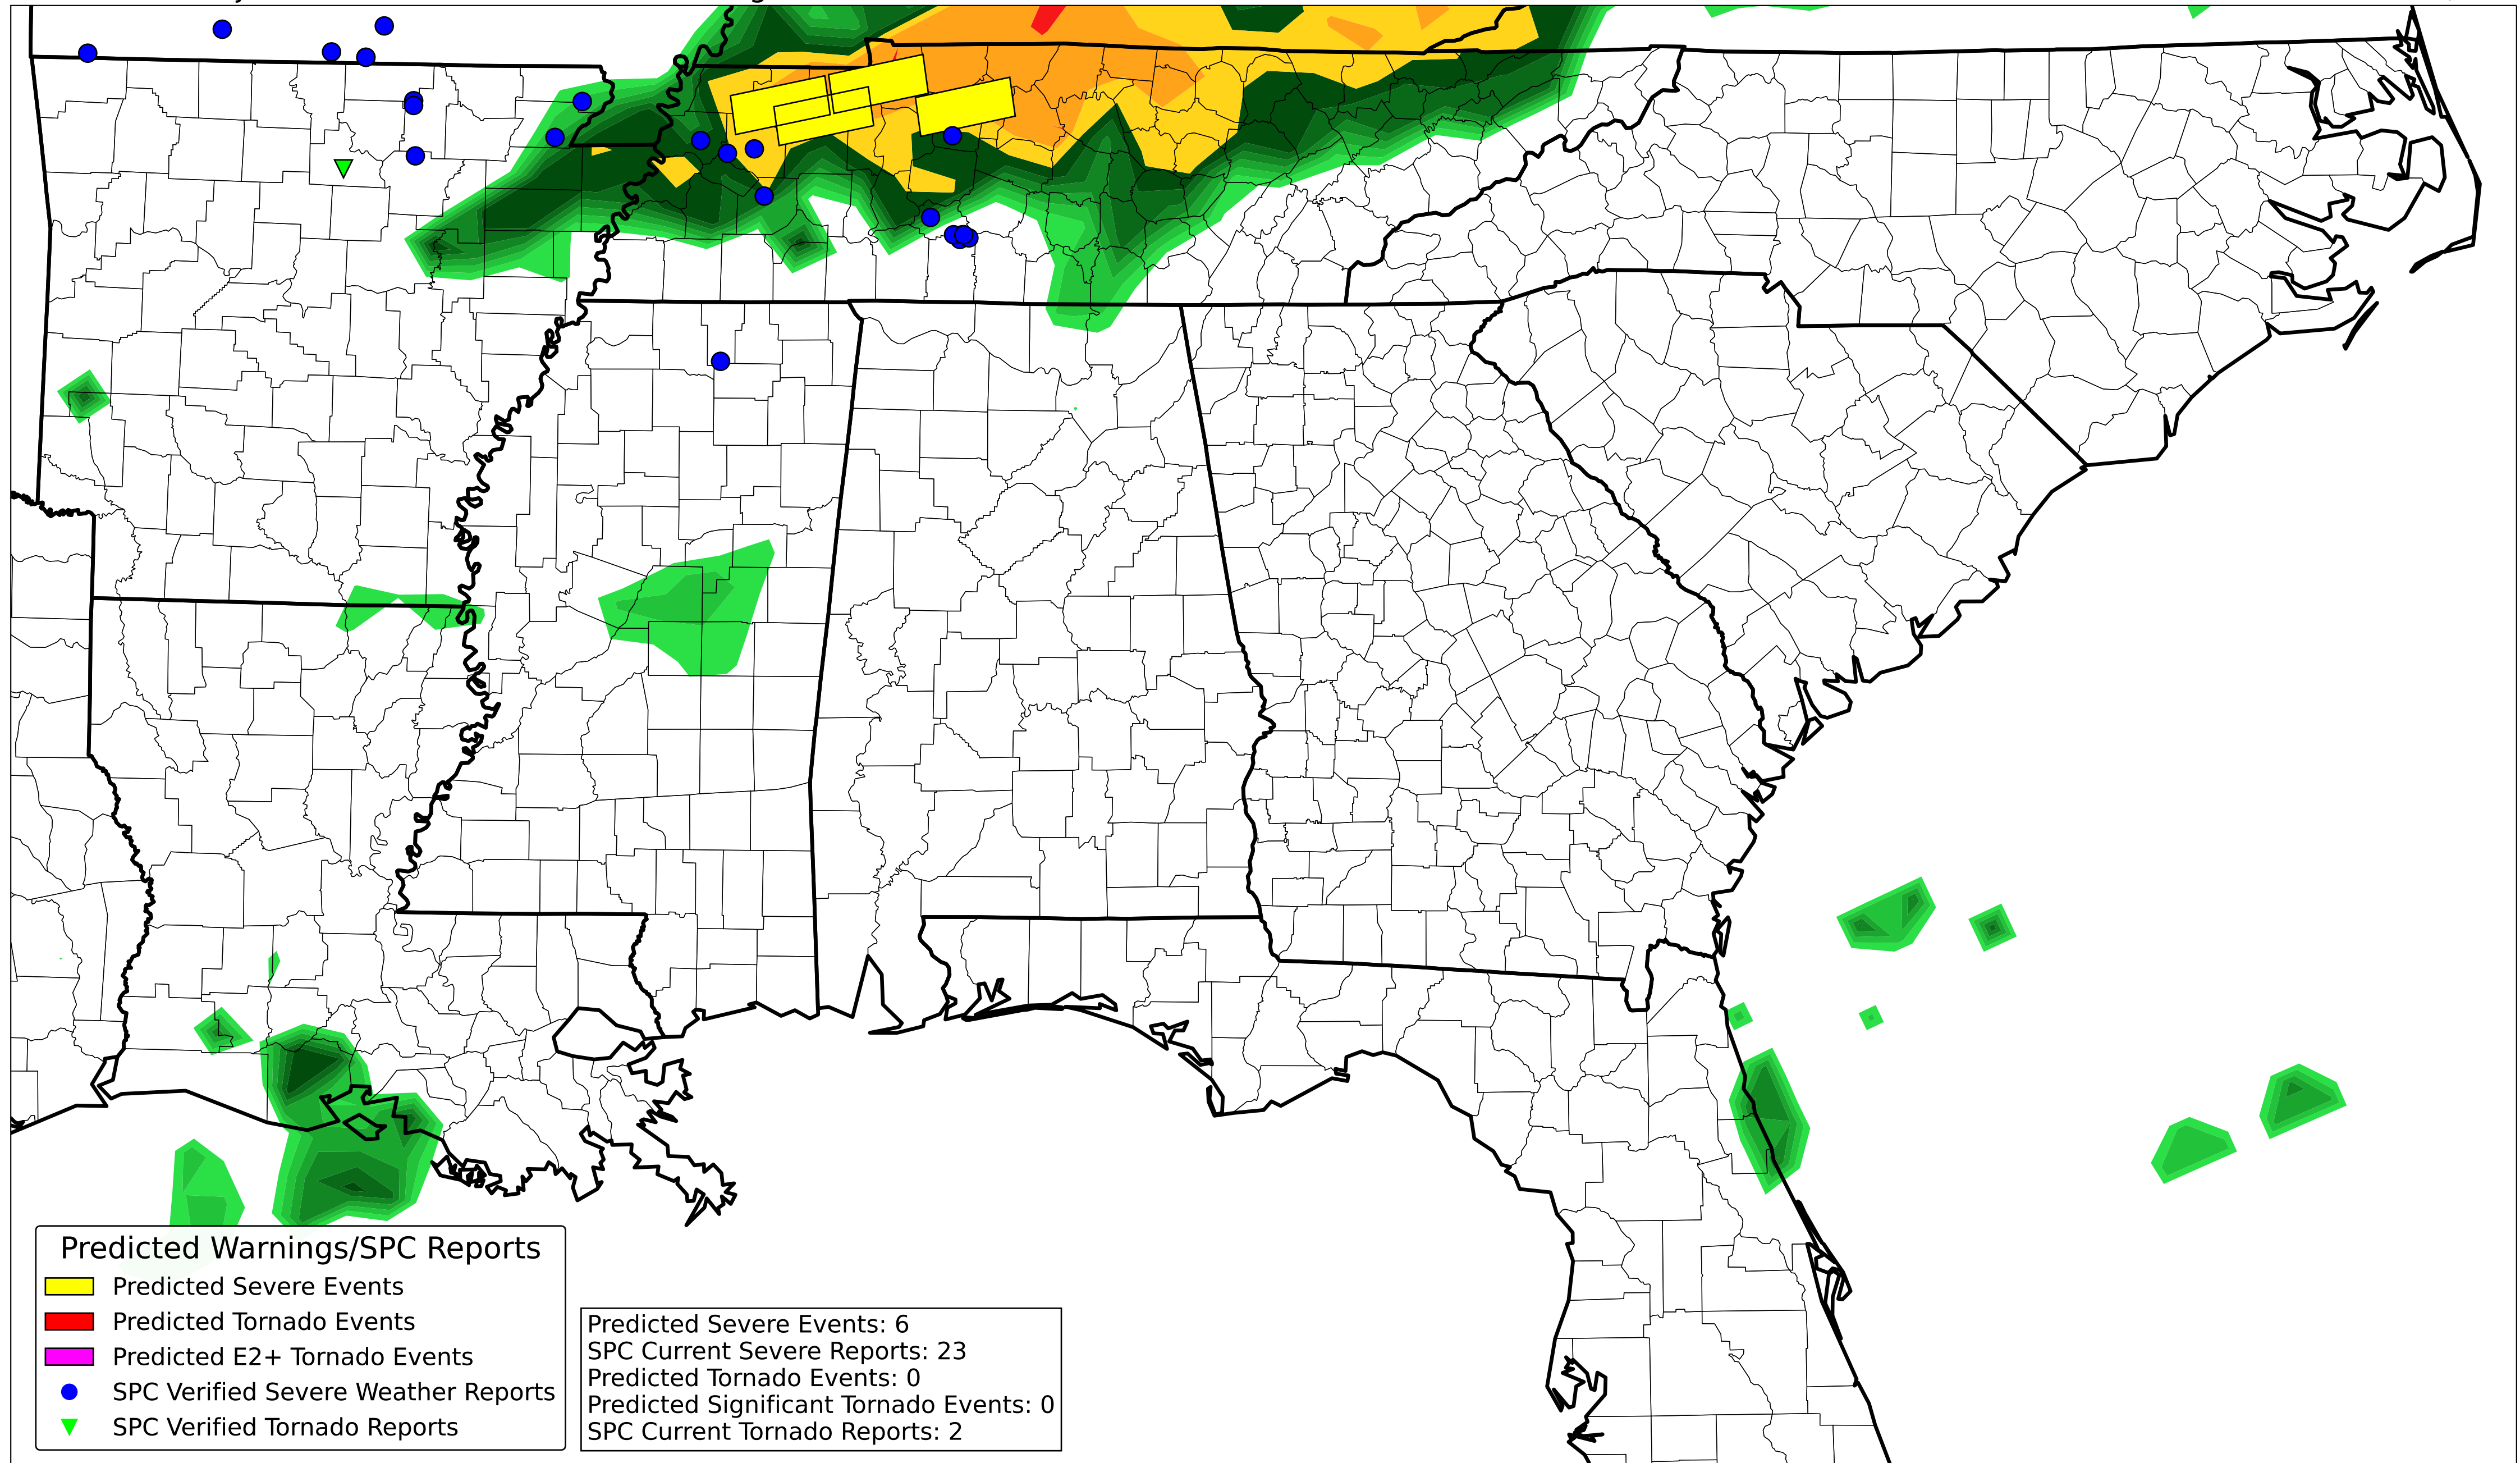 Predicted Warnings/SPC Reports
Predicted Severe Events
Predicted Tornado Events
Predicted E2+ Tornado Events
SPC Verified Severe Weather Reports
SPC Verified Tornado Reports
Predicted Severe Events: 6
SPC Current Severe Reports: 23
Predicted Tornado Events: 0
Predicted Significant Tornado Events: 0
SPC Current Tornado Reports: 2